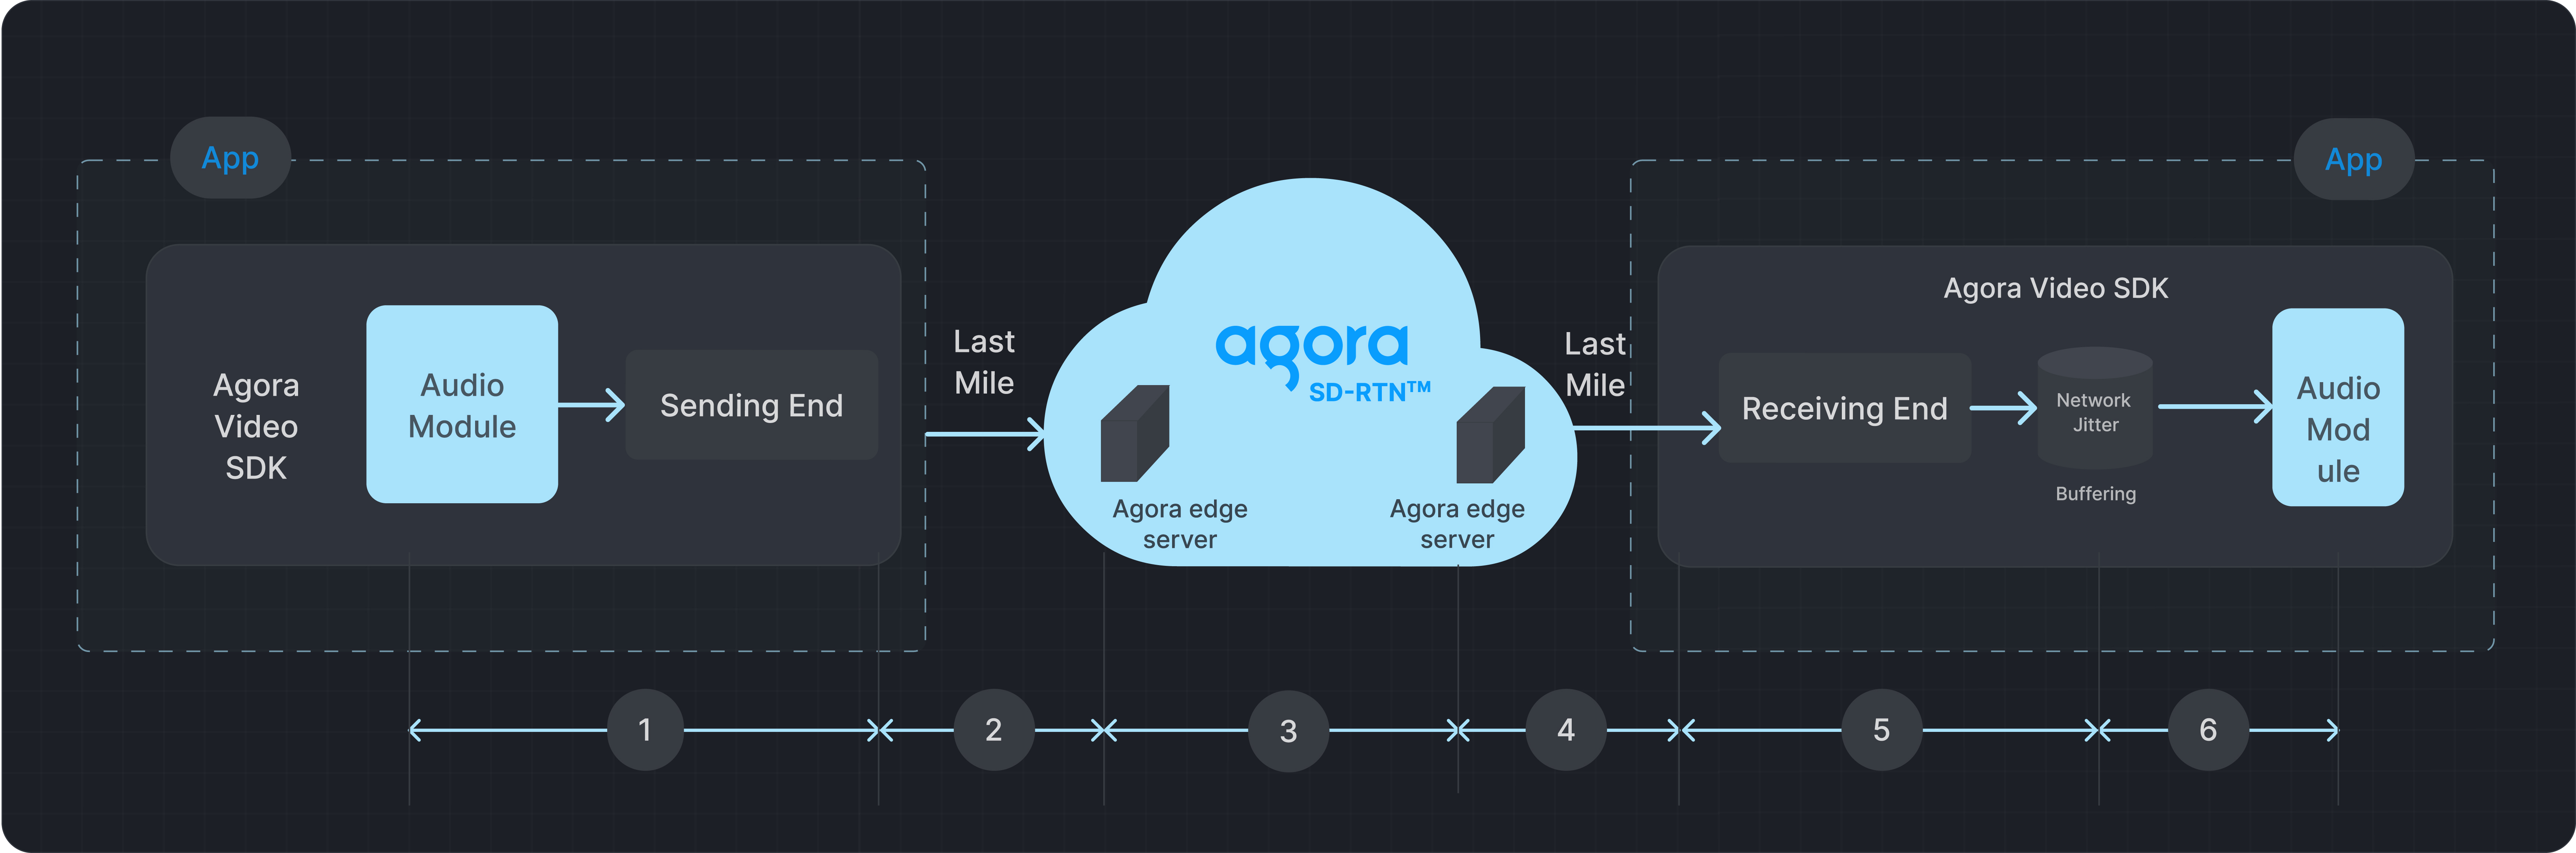 App
App
Agora
Video
SDK
Audio
Module
Sending End
Last
Mile
agora
SD-RTN™
Agora edge
server
Agora edge
server
Last
Mile
Agora Video SDK
Receiving End
Network
Jitter
Buffering
Audio
Mod
ule
1
2
3
4
5
6